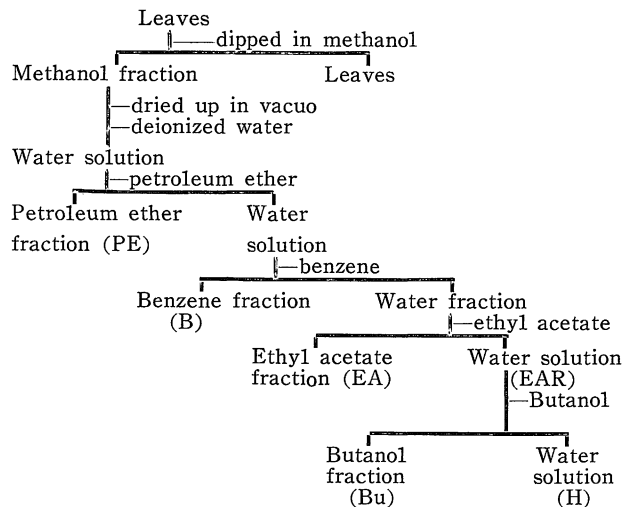 Leaves
—dipped in methanol
Methanol fraction
Leaves
—dried up in vacuo
—deionized water
Water solution
—petroleum ether
Petroleum ether
fraction (PE)
Water
solution
—benzene
Benzene fraction
(B)
Water fraction
—ethyl acetate
Ethyl acetate
fraction (EA)
Water solution
(EAR)
—Butanol
Butanol
fraction
(Bu)
Water
solution
(H)